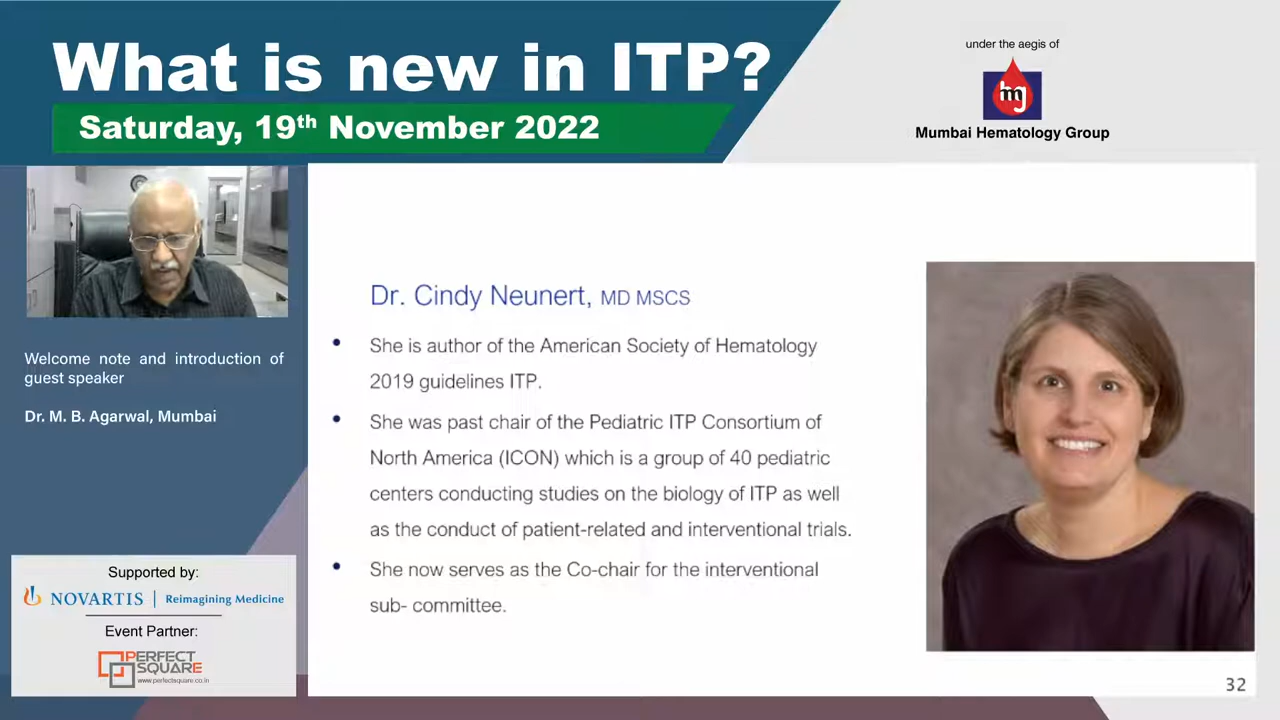 What is new in ITP?
Saturday, 19th November 2022
under the aegis of
mg
Mumbai Hematology Group
Welcome note and introduction of
guest speaker
Dr. M. B. Agarwal, Mumbai
Dr. Cindy Neunert, MD MSCS
• She is author of the American Society of Hematology
2019 guidelines ITP.
• She was past chair of the Pediatric ITP Consortium of
North America (ICON) which is a group of 40 pediatric
centers conducting studies on the biology of ITP as well
as the conduct of patient-related and interventional trials.
• She now serves as the Co-chair for the interventional
sub- committee.
Supported by:
NOVARTIS | Reimagining Medicine
Event Partner:
PERFECT
SQUARE
www.perfectsquare.co.in
32